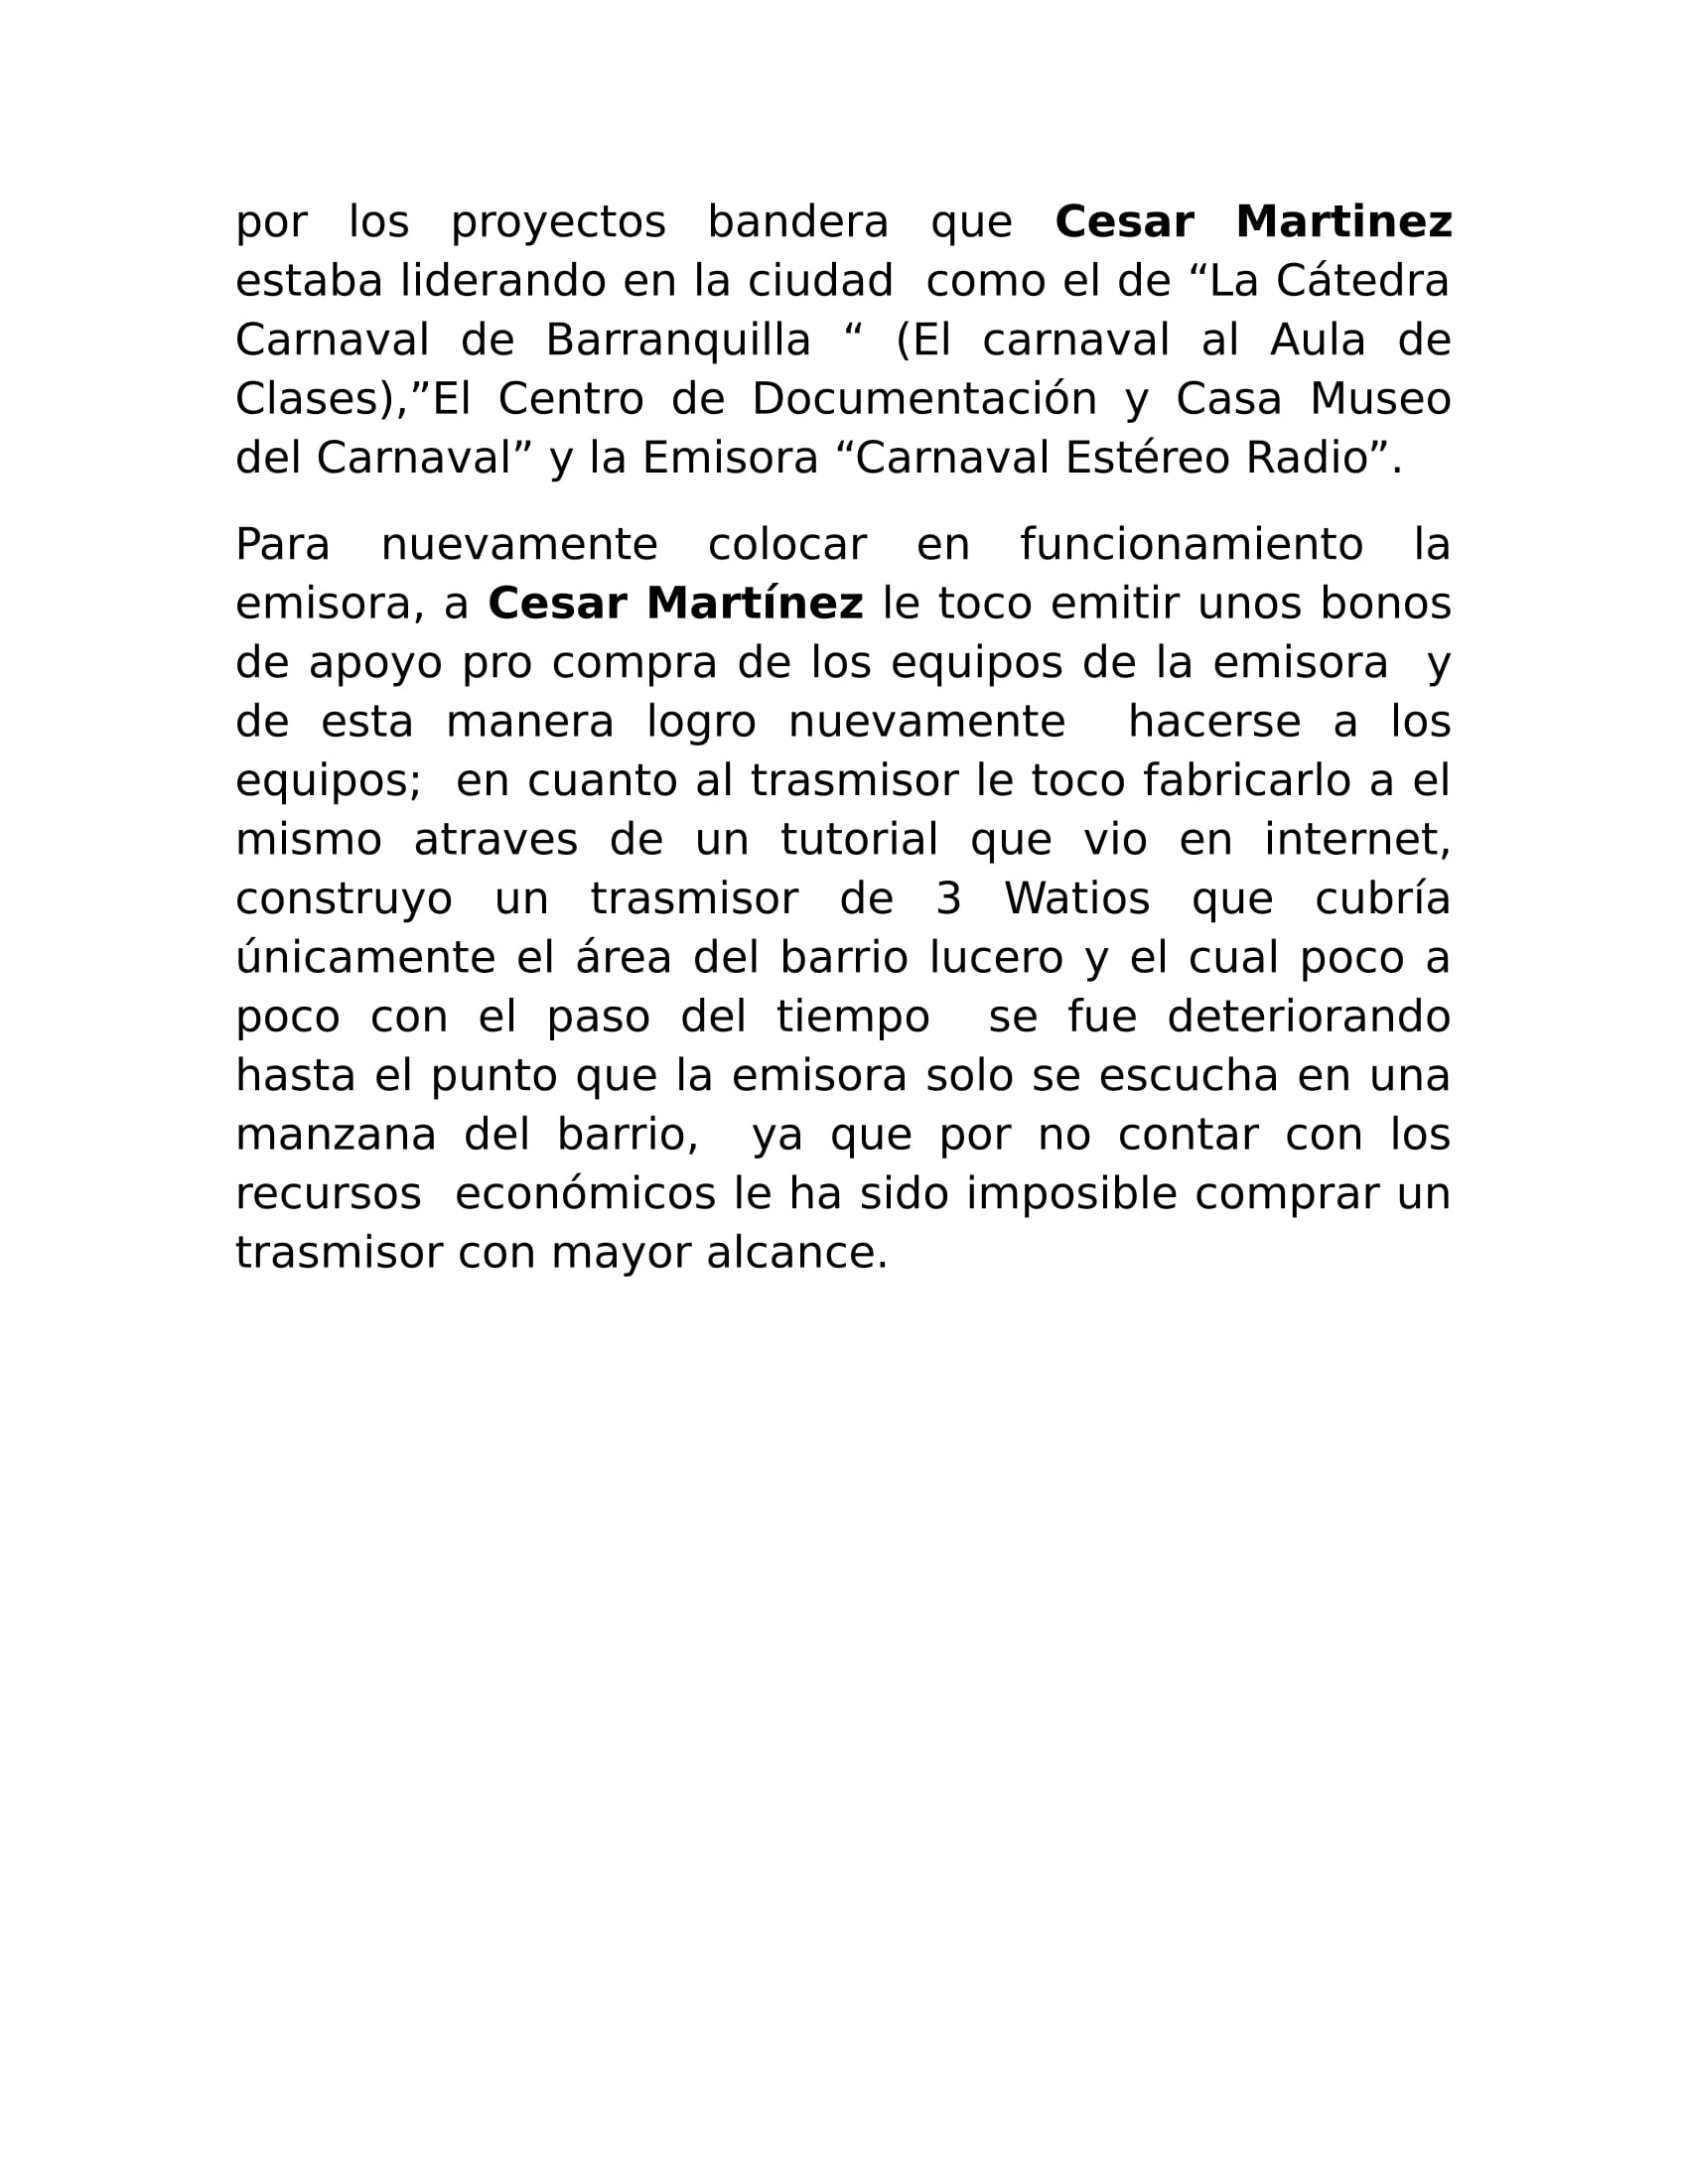 por los proyectos bandera que Cesar Martinez
estaba liderando en la ciudad  como el de “La Cátedra
Carnaval de Barranquilla “ (El carnaval al Aula de
Clases),”El Centro de Documentación y Casa Museo
del Carnaval” y la Emisora “Carnaval Estéreo Radio”.
Para nuevamente colocar en funcionamiento la
emisora, a Cesar Martínez le toco emitir unos bonos
de apoyo pro compra de los equipos de la emisora  y
de esta manera logro nuevamente  hacerse a los
equipos;  en cuanto al trasmisor le toco fabricarlo a el
mismo atraves de un tutorial que vio en internet,
construyo un trasmisor de 3 Watios que cubría
únicamente el área del barrio lucero y el cual poco a
poco con el paso del tiempo  se fue deteriorando
hasta el punto que la emisora solo se escucha en una
manzana del barrio,  ya que por no contar con los
recursos  económicos le ha sido imposible comprar un
trasmisor con mayor alcance.